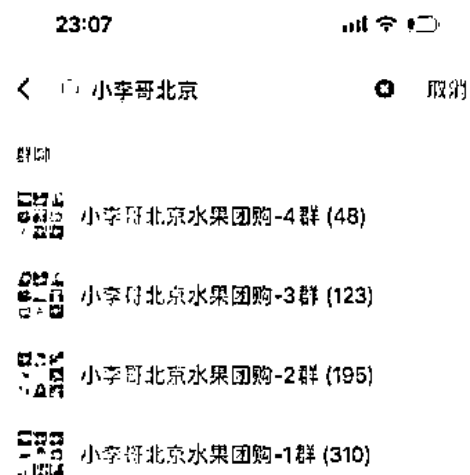 23:07
小李哥北京 取消
群聊
小李哥北京水果团购-4群 (48)
小李哥北京水果团购-3群 (123)
小李哥北京水果团购-2群 (195)
小李哥北京水果团购-1群 (310)